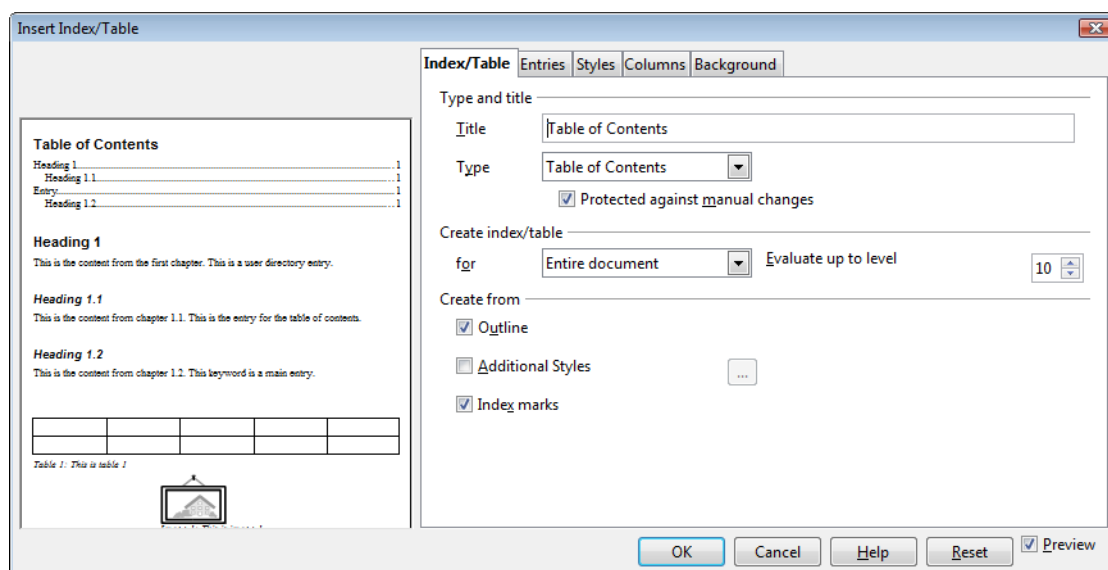 Insert Index/Table
Table of Contents
Heading 1 1
Heading 1.1 1
Entry 1
Heading 1.2 1
Heading 1
This is the content from the first chapter. This is a user directory entry.
Heading 1.1
This is the content from chapter 1.1. This is the entry for the table of contents.
Heading 1.2
This is the content from chapter 1.2. This keyword is a main entry.
Table 1: This is table 1
Index/Table Entries Styles Columns Background
Type and title
Title Table of Contents
Type Table of Contents
Protected against manual changes
Create index/table
for Entire document Evaluate up to level 10
Create from
Outline
Additional Styles ...
Index marks
OK Cancel Help Reset Preview